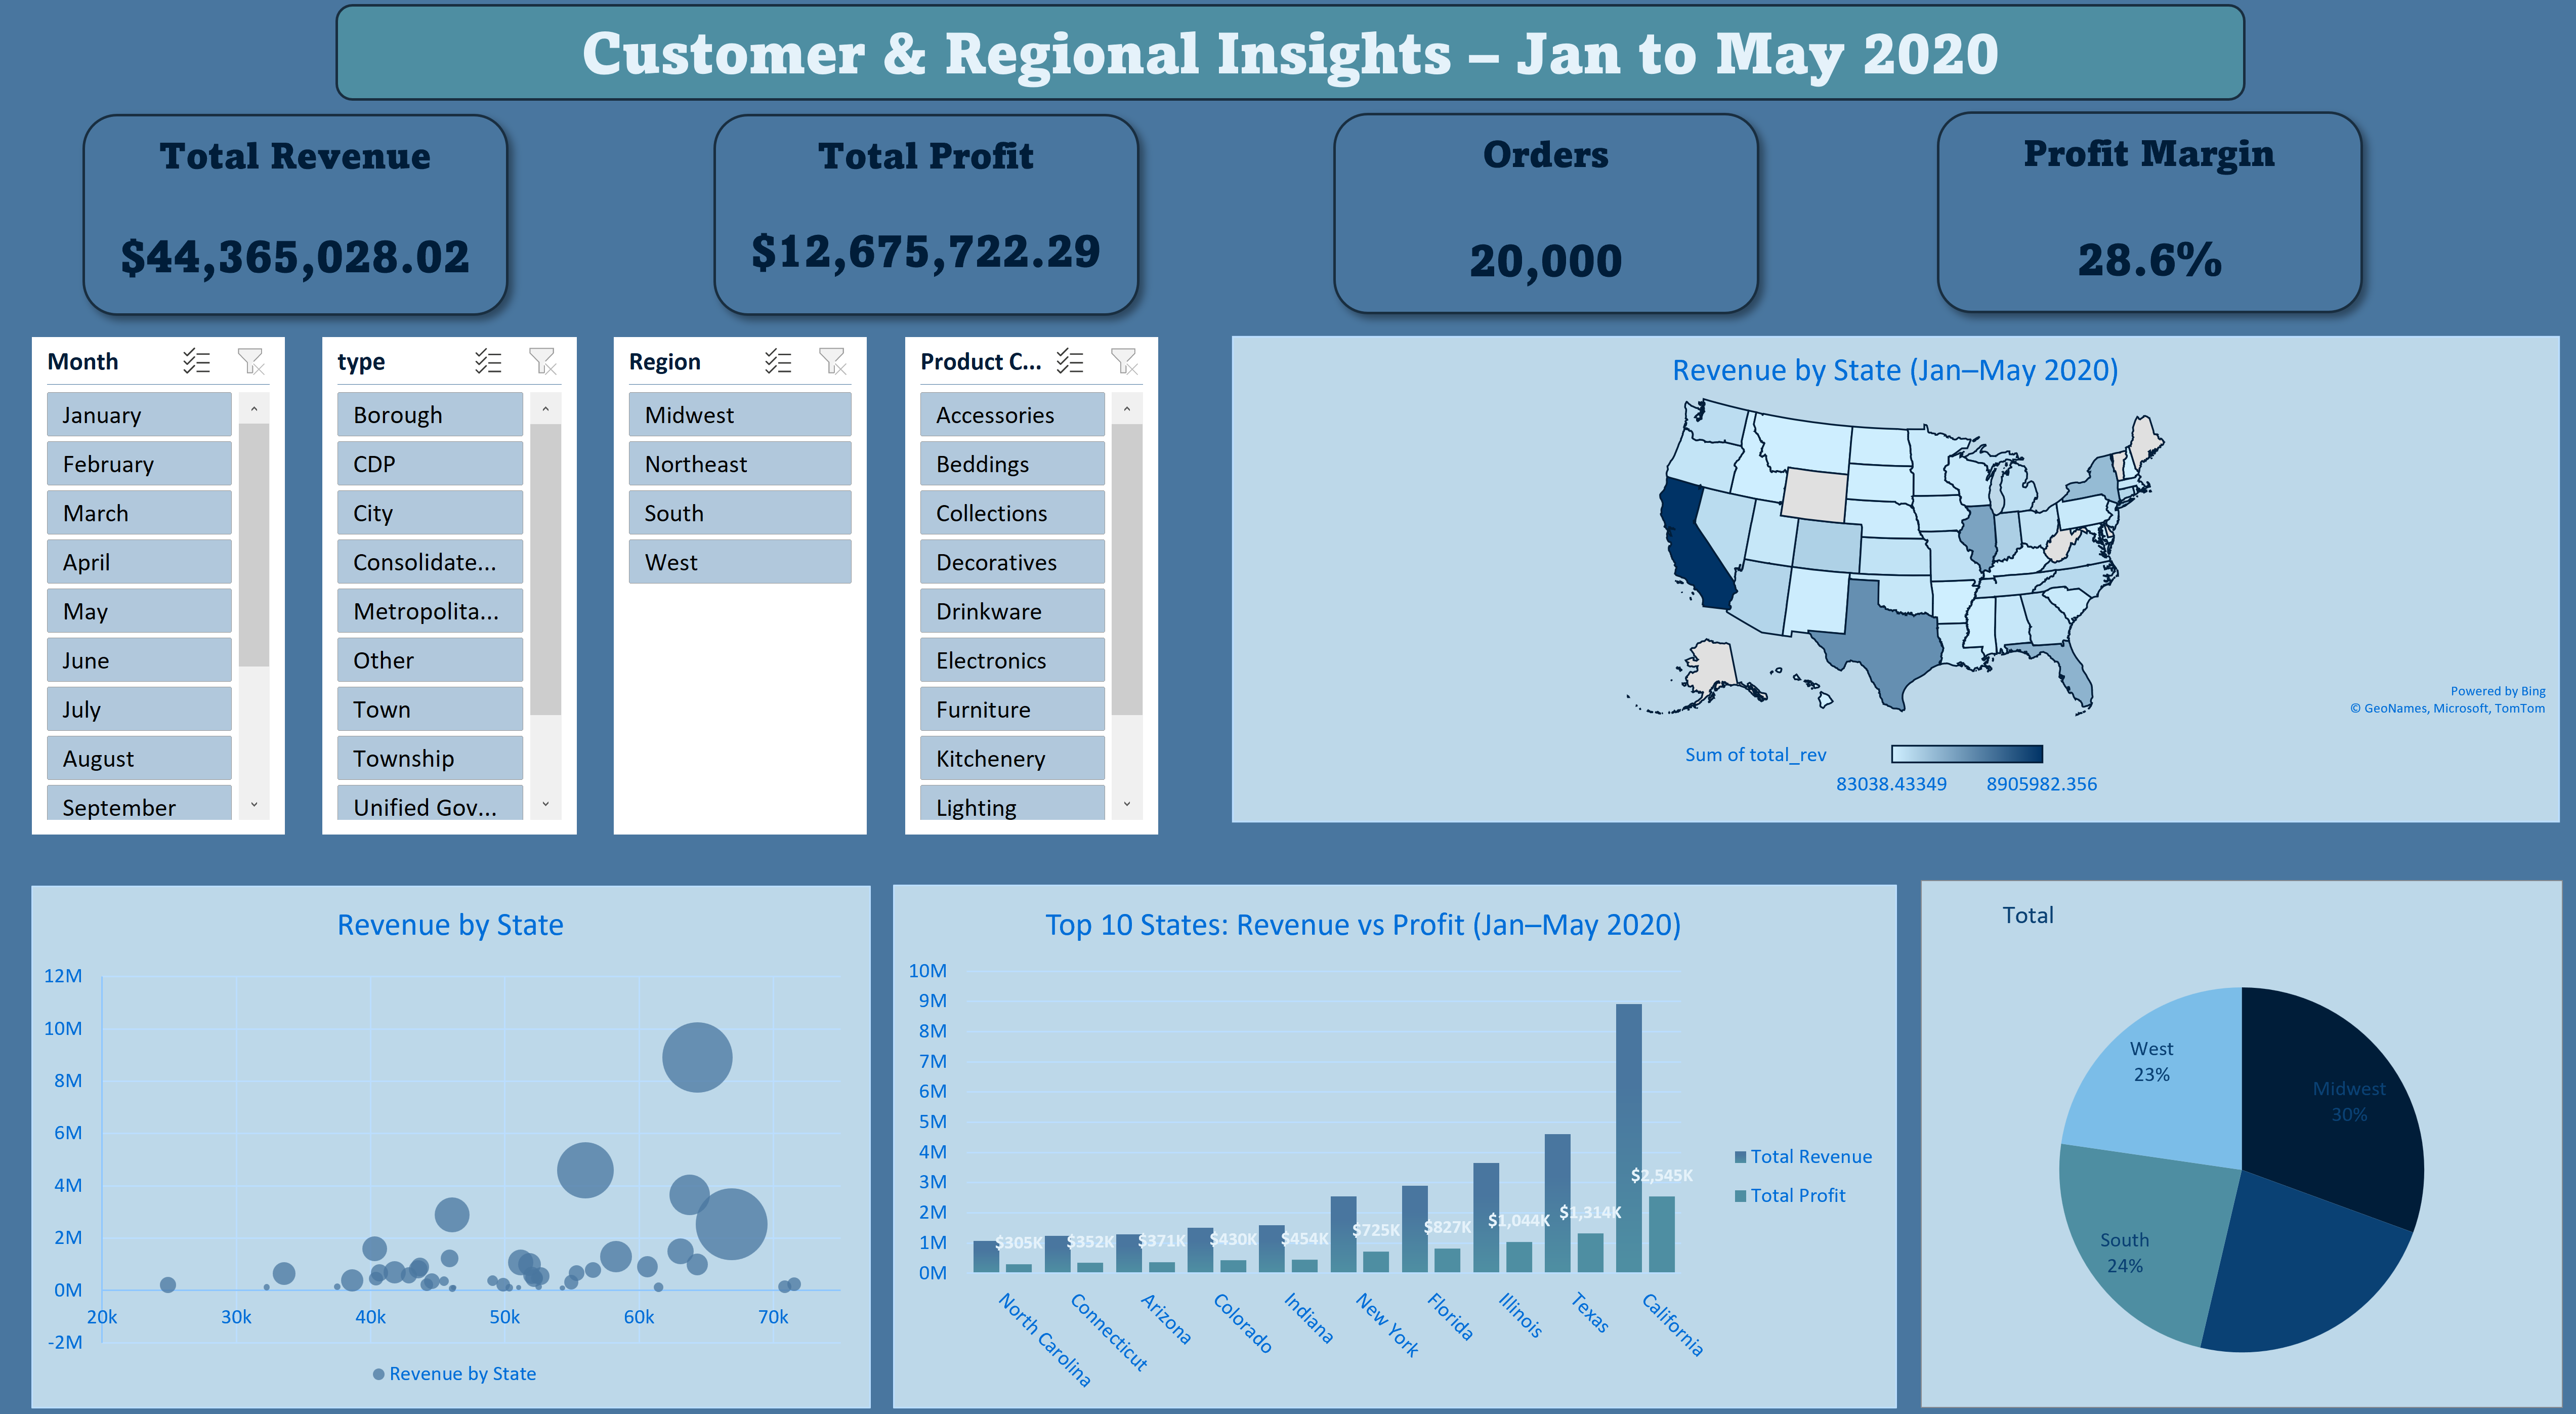 Customer & Regional Insights – Jan to May 2020
Total Revenue
$44,365,028.02
Total Profit
$12,675,722.29
Orders
20,000
Profit Margin
28.6%
Month
January
February
March
April
May
June
July
August
September
type
Borough
CDP
City
Consolidate...
Metropolita...
Other
Town
Township
Unified Gov...
Region
Midwest
Northeast
South
West
Product C...
Accessories
Beddings
Collections
Decoratives
Drinkware
Electronics
Furniture
Kitchenery
Lighting
Revenue by State (Jan–May 2020)
Powered by Bing
© GeoNames, Microsoft, TomTom
Sum of total_rev
83038.43349 8905982.356
Revenue by State
12M
10M
8M
6M
4M
2M
0M
-2M
20k 30k 40k 50k 60k 70k
Revenue by State
Top 10 States: Revenue vs Profit (Jan–May 2020)
10M
9M
8M
7M
6M
5M
4M
3M
2M
1M
0M
$305K $352K $371K $430K $454K $725K $827K $1,044K $1,314K $2,545K
North Carolina
Connecticut
Arizona
Colorado
Indiana
New York
Florida
Illinois
Texas
California
Total Revenue
Total Profit
Total
West
23%
Midwest
30%
South
24%